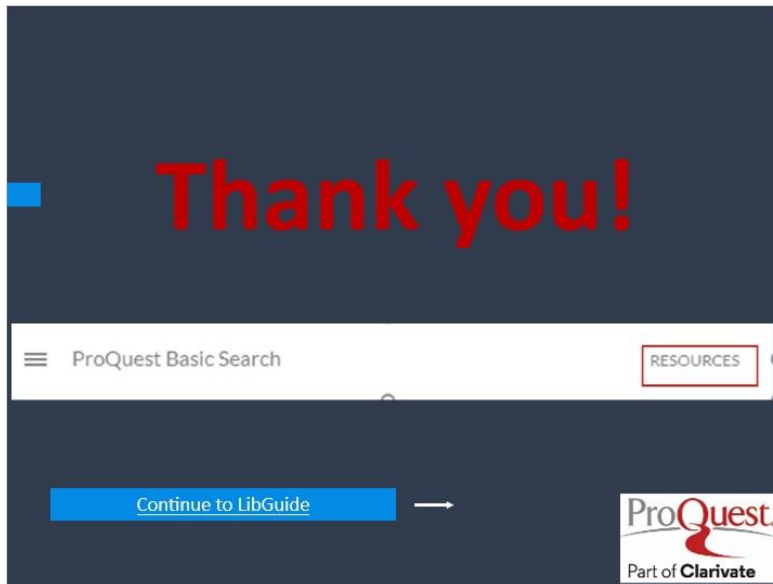 Thank you!
ProQuest Basic Search RESOURCES
Continue to LibGuide
ProQuest.
Part of Clarivate